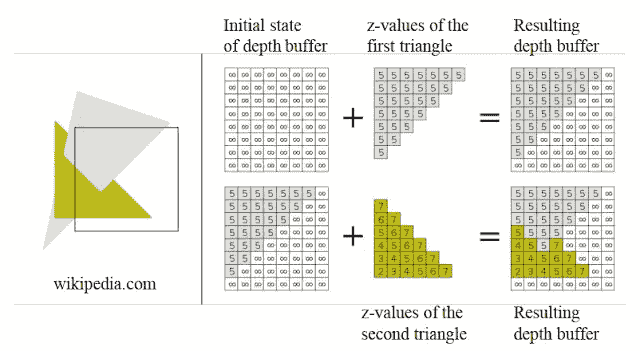 Initial state
of depth buffer
z-values of the
first triangle
Resulting
depth buffer
∞ ∞ ∞ ∞ ∞ ∞ ∞ ∞
∞ ∞ ∞ ∞ ∞ ∞ ∞ ∞
∞ ∞ ∞ ∞ ∞ ∞ ∞ ∞
∞ ∞ ∞ ∞ ∞ ∞ ∞ ∞
∞ ∞ ∞ ∞ ∞ ∞ ∞ ∞
∞ ∞ ∞ ∞ ∞ ∞ ∞ ∞
∞ ∞ ∞ ∞ ∞ ∞ ∞ ∞
∞ ∞ ∞ ∞ ∞ ∞ ∞ ∞
+
5 5 5 5 5 5 5
5 5 5 5 5 5
5 5 5 5 5
5 5 5 5
5 5 5
5 5
5
=
5 5 5 5 5 5 5 ∞
5 5 5 5 5 5 ∞ ∞
5 5 5 5 5 ∞ ∞ ∞
5 5 5 5 ∞ ∞ ∞ ∞
5 5 5 ∞ ∞ ∞ ∞ ∞
5 5 ∞ ∞ ∞ ∞ ∞ ∞
5 ∞ ∞ ∞ ∞ ∞ ∞ ∞
∞ ∞ ∞ ∞ ∞ ∞ ∞ ∞
5 5 5 5 5 5 5 ∞
5 5 5 5 5 5 ∞ ∞
5 5 5 5 5 ∞ ∞ ∞
5 5 5 5 ∞ ∞ ∞ ∞
5 5 5 ∞ ∞ ∞ ∞ ∞
5 5 ∞ ∞ ∞ ∞ ∞ ∞
5 ∞ ∞ ∞ ∞ ∞ ∞ ∞
∞ ∞ ∞ ∞ ∞ ∞ ∞ ∞
+
7
6 7
5 6 7
4 5 6 7
3 4 5 6 7
2 3 4 5 6 7
=
5 5 5 5 5 5 5 ∞
5 5 5 5 5 5 ∞ ∞
5 5 5 5 5 ∞ ∞ ∞
5 5 5 5 ∞ ∞ ∞ ∞
4 5 5 7 ∞ ∞ ∞ ∞
3 4 5 6 7 ∞ ∞ ∞
2 3 4 5 6 7 ∞ ∞
∞ ∞ ∞ ∞ ∞ ∞ ∞ ∞
wikipedia.com
z-values of the
second triangle
Resulting
depth buffer